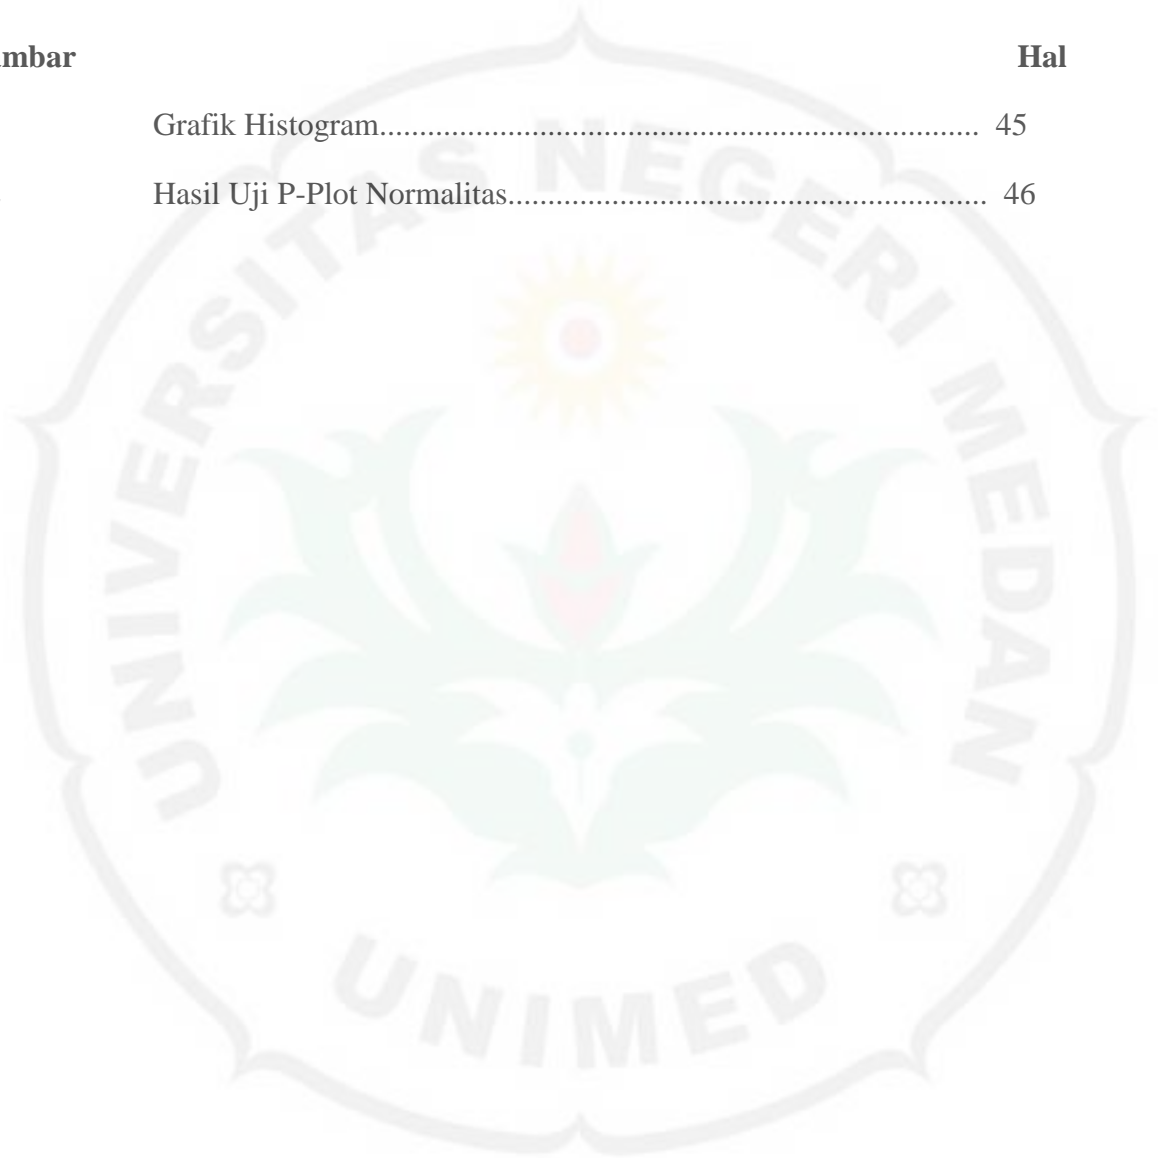 mbar Hal
Grafik Histogram.............................................................................. 45
Hasil Uji P-Plot Normalitas.................................................. 46
UNIVERSITAS NEGERI MEDAN
UNIMED